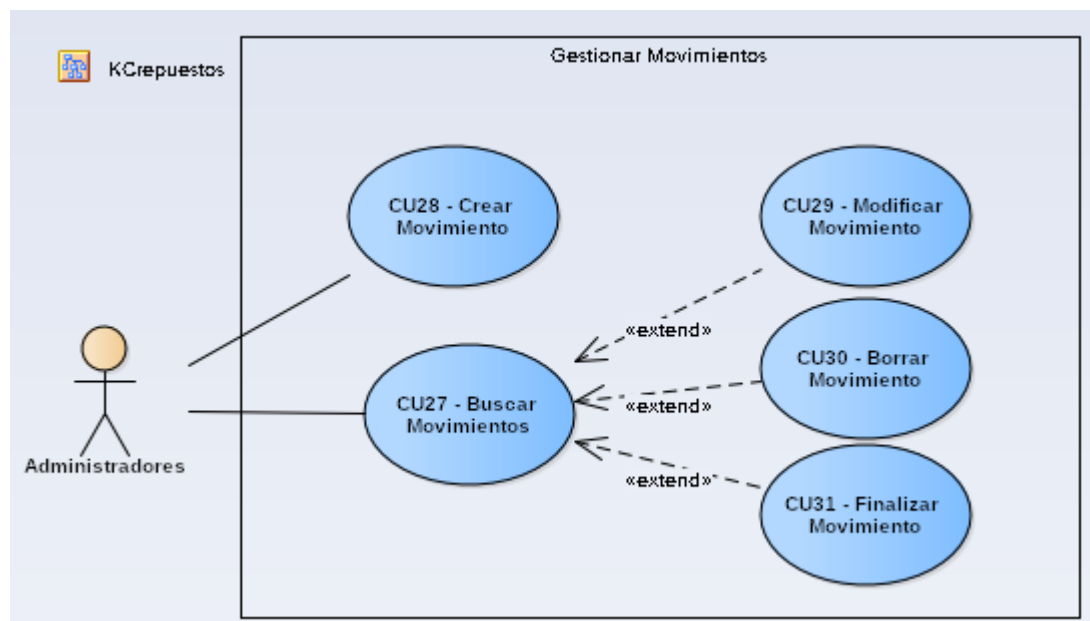 Gestionar Movimientos
KCrepuestos
CU28 - Crear
Movimiento
CU29 - Modificar
Movimiento
«extend»
CU30 - Borrar
Movimiento
CU27 - Buscar
Movimientos
«extend»
Administradores
«extend»
CU31 - Finalizar
Movimiento